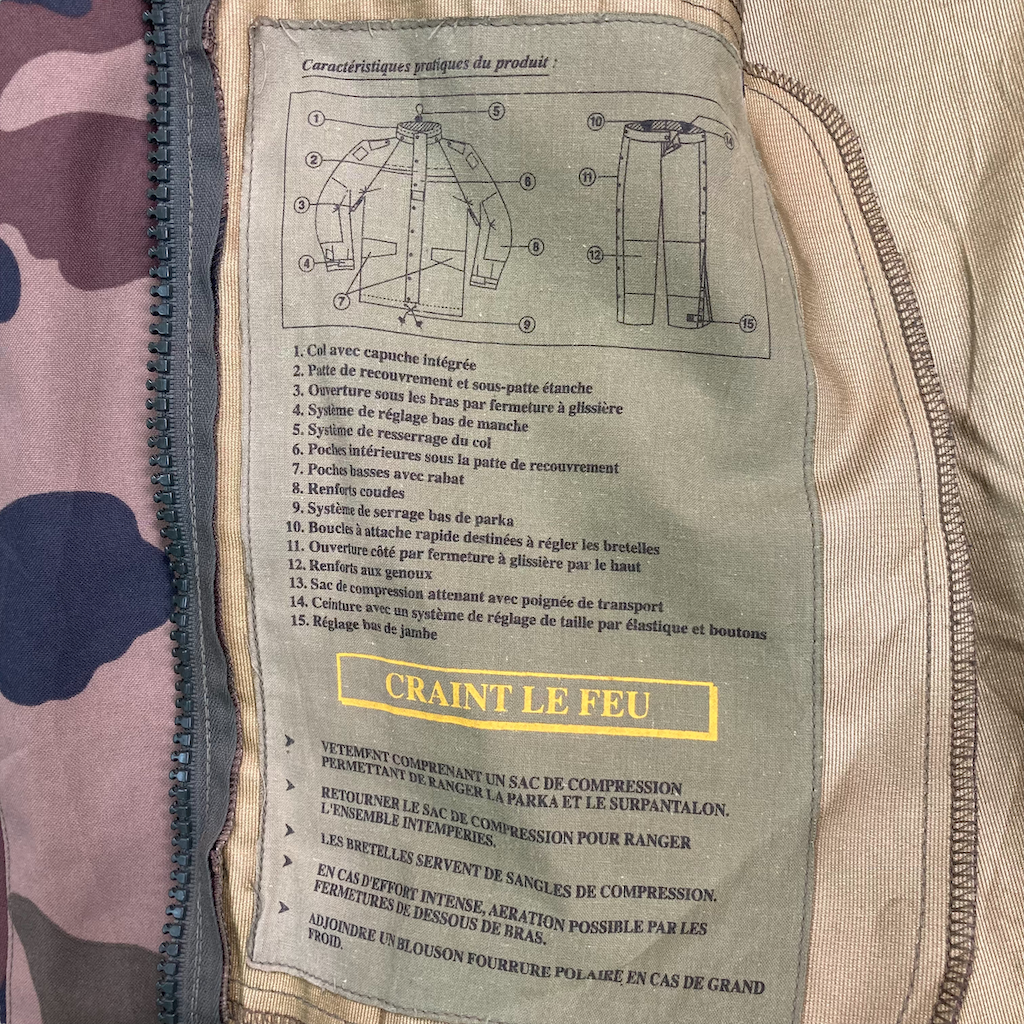 Caractéristiques pratiques du produit :
1
5
10
14
2
6
11
3
8
12
4
7
9
15
1. Col avec capuche intégrée
2. Patte de recouvrement et sous-patte étanche
3. Ouverture sous les bras par fermeture à glissière
4. Système de réglage bas de manche
5. Système de resserrage du col
6. Poches intérieures sous la patte de recouvrement
7. Poches basses avec rabat
8. Renforts coudes
9. Système de serrage bas de parka
10. Boucles à attache rapide destinées à régler les bretelles
11. Ouverture côté par fermeture à glissière par le haut
12. Renforts aux genoux
13. Sac de compression attenant avec poignée de transport
14. Ceinture avec un système de réglage de taille par élastique et boutons
15. Réglage bas de jambe
CRAINT LE FEU
➤ VETEMENT COMPRENANT UN SAC DE COMPRESSION
PERMETTANT DE RANGER LA PARKA ET LE SURPANTALON.
➤ RETOURNER LE SAC DE COMPRESSION POUR RANGER
L'ENSEMBLE INTEMPERIES.
➤ LES BRETELLES SERVENT DE SANGLES DE COMPRESSION.
➤ EN CAS D'EFFORT INTENSE, AERATION POSSIBLE PAR LES
FERMETURES DE DESSOUS DE BRAS.
➤ ADJOINDRE UN BLOUSON FOURRURE POLAIRE EN CAS DE GRAND
FROID.